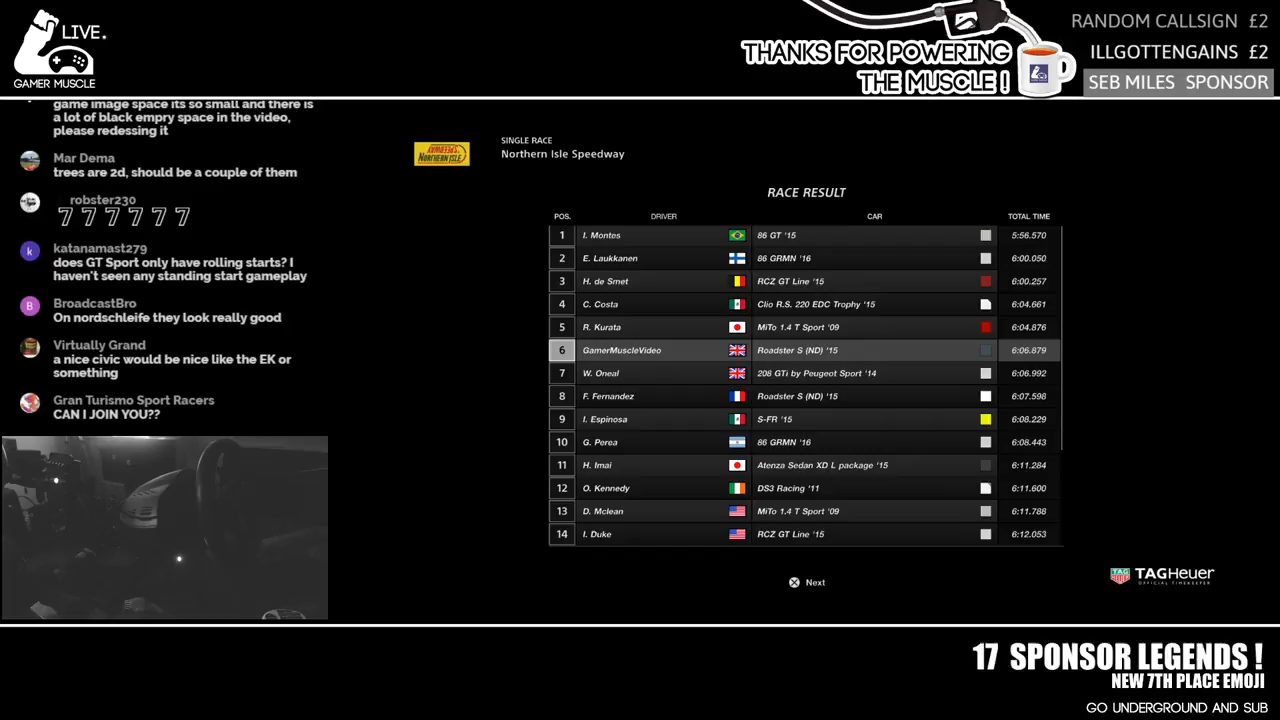 LIVE.
GAMER MUSCLE
THANKS FOR POWERING
THE MUSCLE !
RANDOM CALLSIGN £2
ILLGOTTENGAINS £2
SEB MILES SPONSOR
game image space its so small and there is
a lot of black empry space in the video,
please redessing it
Mar Dema
trees are 2d, should be a couple of them
robster230
7 7 7 7 7 7
katanamast279
does GT Sport only have rolling starts? I
haven't seen any standing start gameplay
BroadcastBro
On nordschleife they look really good
Virtually Grand
a nice civic would be nice like the EK or
something
Gran Turismo Sport Racers
CAN I JOIN YOU??
NORTHERN ISLE SPEEDWAY
SINGLE RACE
Northern Isle Speedway
RACE RESULT
POS. DRIVER CAR TOTAL TIME
1 I. Montes 86 GT '15 5:56.570
2 E. Laukkanen 86 GRMN '16 6:00.050
3 H. de Smet RCZ GT Line '15 6:00.257
4 C. Costa Clio R.S. 220 EDC Trophy '15 6:04.661
5 R. Kurata MiTo 1.4 T Sport '09 6:04.876
6 GamerMuscleVideo Roadster S (ND) '15 6:06.879
7 W. Oneal 208 GTi by Peugeot Sport '14 6:06.992
8 F. Fernandez Roadster S (ND) '15 6:07.598
9 I. Espinosa S-FR '15 6:08.229
10 G. Perea 86 GRMN '16 6:08.443
11 H. Imai Atenza Sedan XD L package '15 6:11.284
12 O. Kennedy DS3 Racing '11 6:11.600
13 D. Mclean MiTo 1.4 T Sport '09 6:11.788
14 I. Duke RCZ GT Line '15 6:12.053
Next
TAG HEUER TAGHeuer
OFFICIAL TIMEKEEPER
17 SPONSOR LEGENDS !
NEW 7TH PLACE EMOJI
GO UNDERGROUND AND SUB